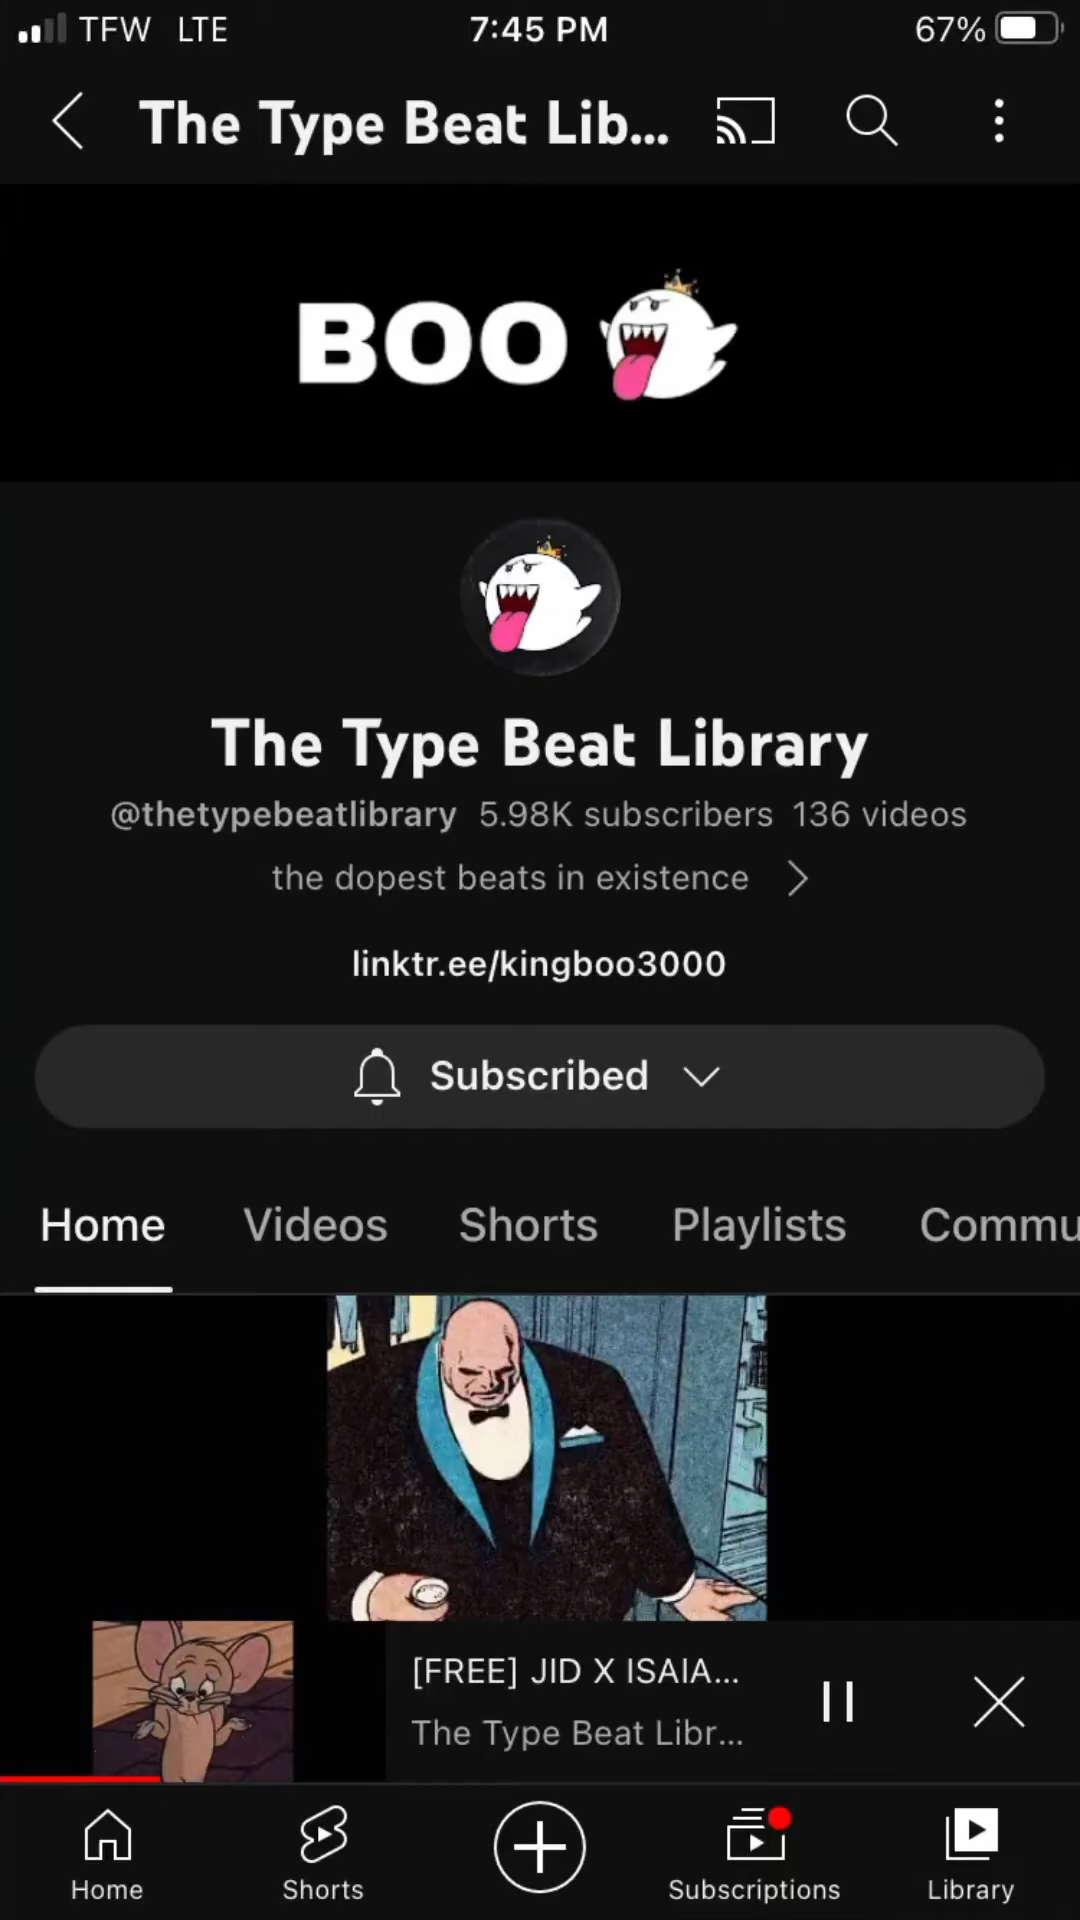 TFW LTE 7:45 PM 67%
The Type Beat Lib...
BOO
The Type Beat Library
@thetypebeatlibrary 5.98K subscribers 136 videos
the dopest beats in existence
linktr.ee/kingboo3000
Subscribed
Home Videos Shorts Playlists Commu
[FREE] JID X ISAIA...
The Type Beat Libr...
Home Shorts Subscriptions Library